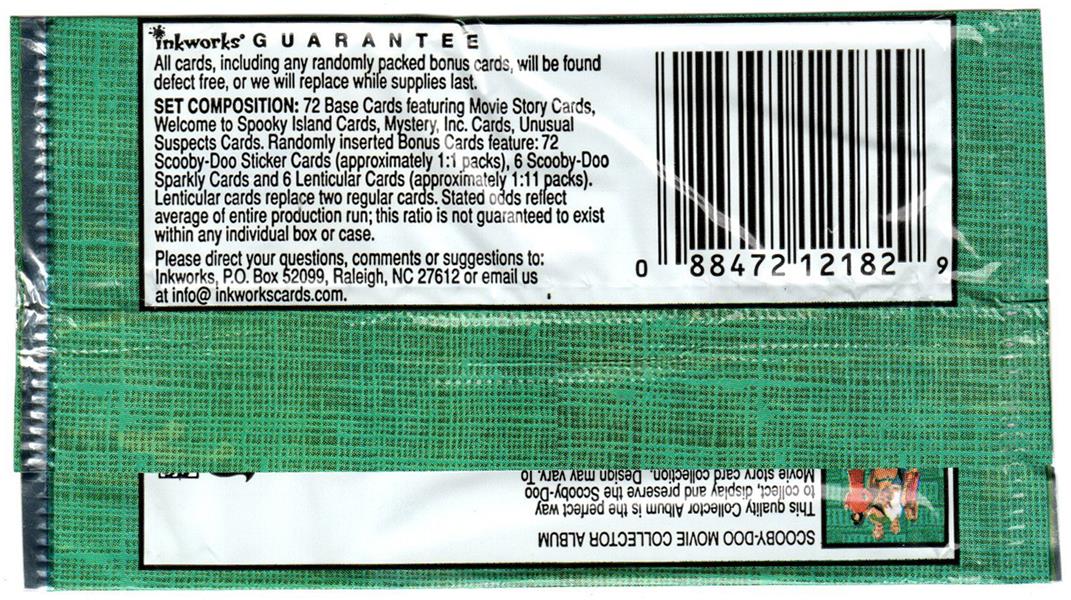 inkworks® GUARANTEE
All cards, including any randomly packed bonus cards, will be found
defect free, or we will replace while supplies last.
SET COMPOSITION: 72 Base Cards featuring Movie Story Cards,
Welcome to Spooky Island Cards, Mystery, Inc. Cards, Unusual
Suspects Cards. Randomly inserted Bonus Cards feature: 72
Scooby-Doo Sticker Cards (approximately 1:1 packs), 6 Scooby-Doo
Sparkly Cards and 6 Lenticular Cards (approximately 1:11 packs).
Lenticular cards replace two regular cards. Stated odds reflect
average of entire production run; this ratio is not guaranteed to exist
within any individual box or case.
Please direct your questions, comments or suggestions to:
Inkworks, P.O. Box 52099, Raleigh, NC 27612 or email us
at info@ inkworkscards.com.
0 88472 12182 9
SCOOBY-DOO MOVIE COLLECTOR ALBUM
This quality Collector Album is the perfect way
to collect, display and preserve the Scooby-Doo
Movie story card collection. Design may vary. To